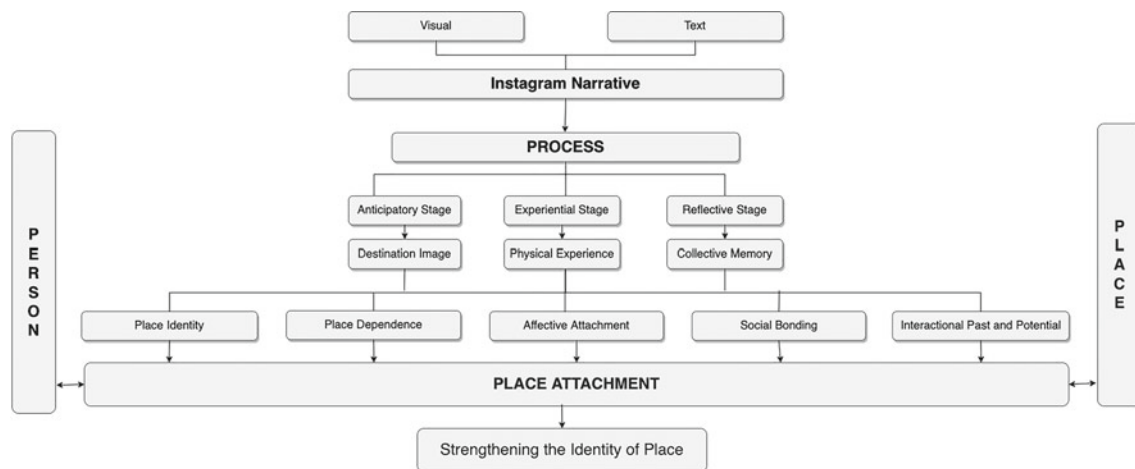 Visual
Text
Instagram Narrative
PROCESS
Anticipatory Stage
Experiential Stage
Reflective Stage
Destination Image
Physical Experience
Collective Memory
PERSON
PLACE
Place Identity
Place Dependence
Affective Attachment
Social Bonding
Interactional Past and Potential
PLACE ATTACHMENT
Strengthening the Identity of Place